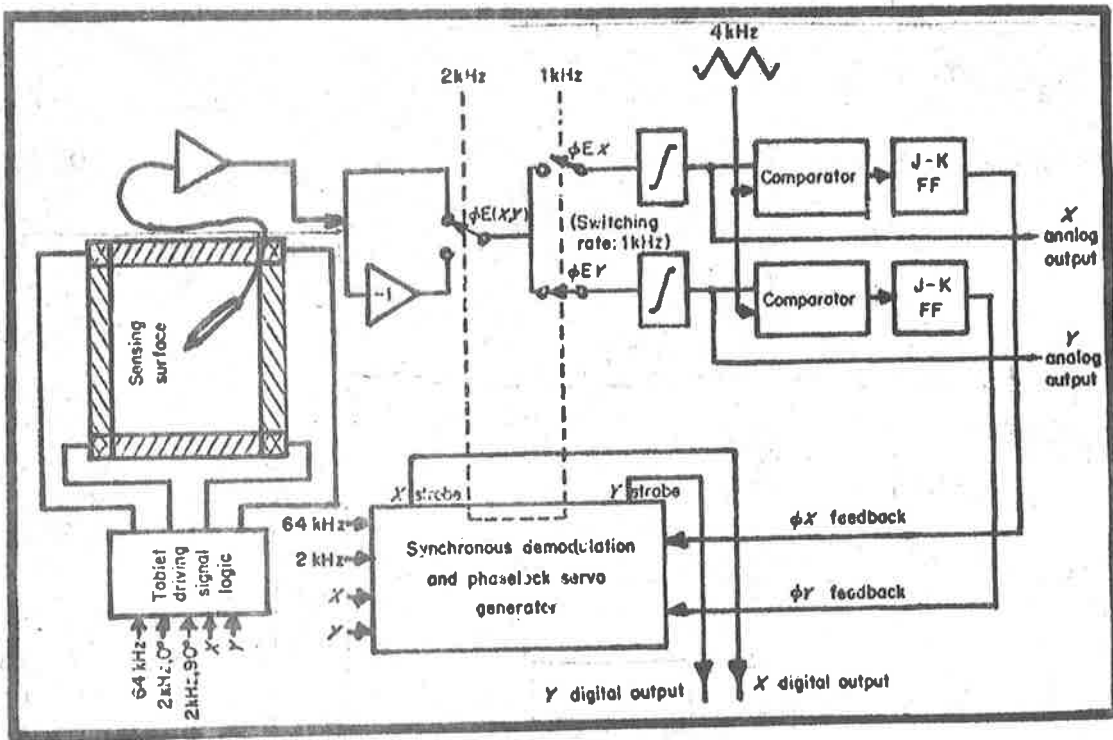 4kHz
2kHz
1kHz
ϕEX
J-K
FF
Comparator
ϕE(X,Y)
(Switching
rate: 1kHz)
X
analog
output
ϕEY
-1
J-K
FF
Comparator
Y
analog
output
Sensing
surface
X strobe
Y strobe
64 kHz
2 kHz
X
Y
Synchronous demodulation
and phaselock servo
generator
ϕX feedback
ϕY feedback
Tablet
driving
signal
logic
64 kHz
2kHz,0°
2kHz,90°
X
Y
Y digital output
X digital output